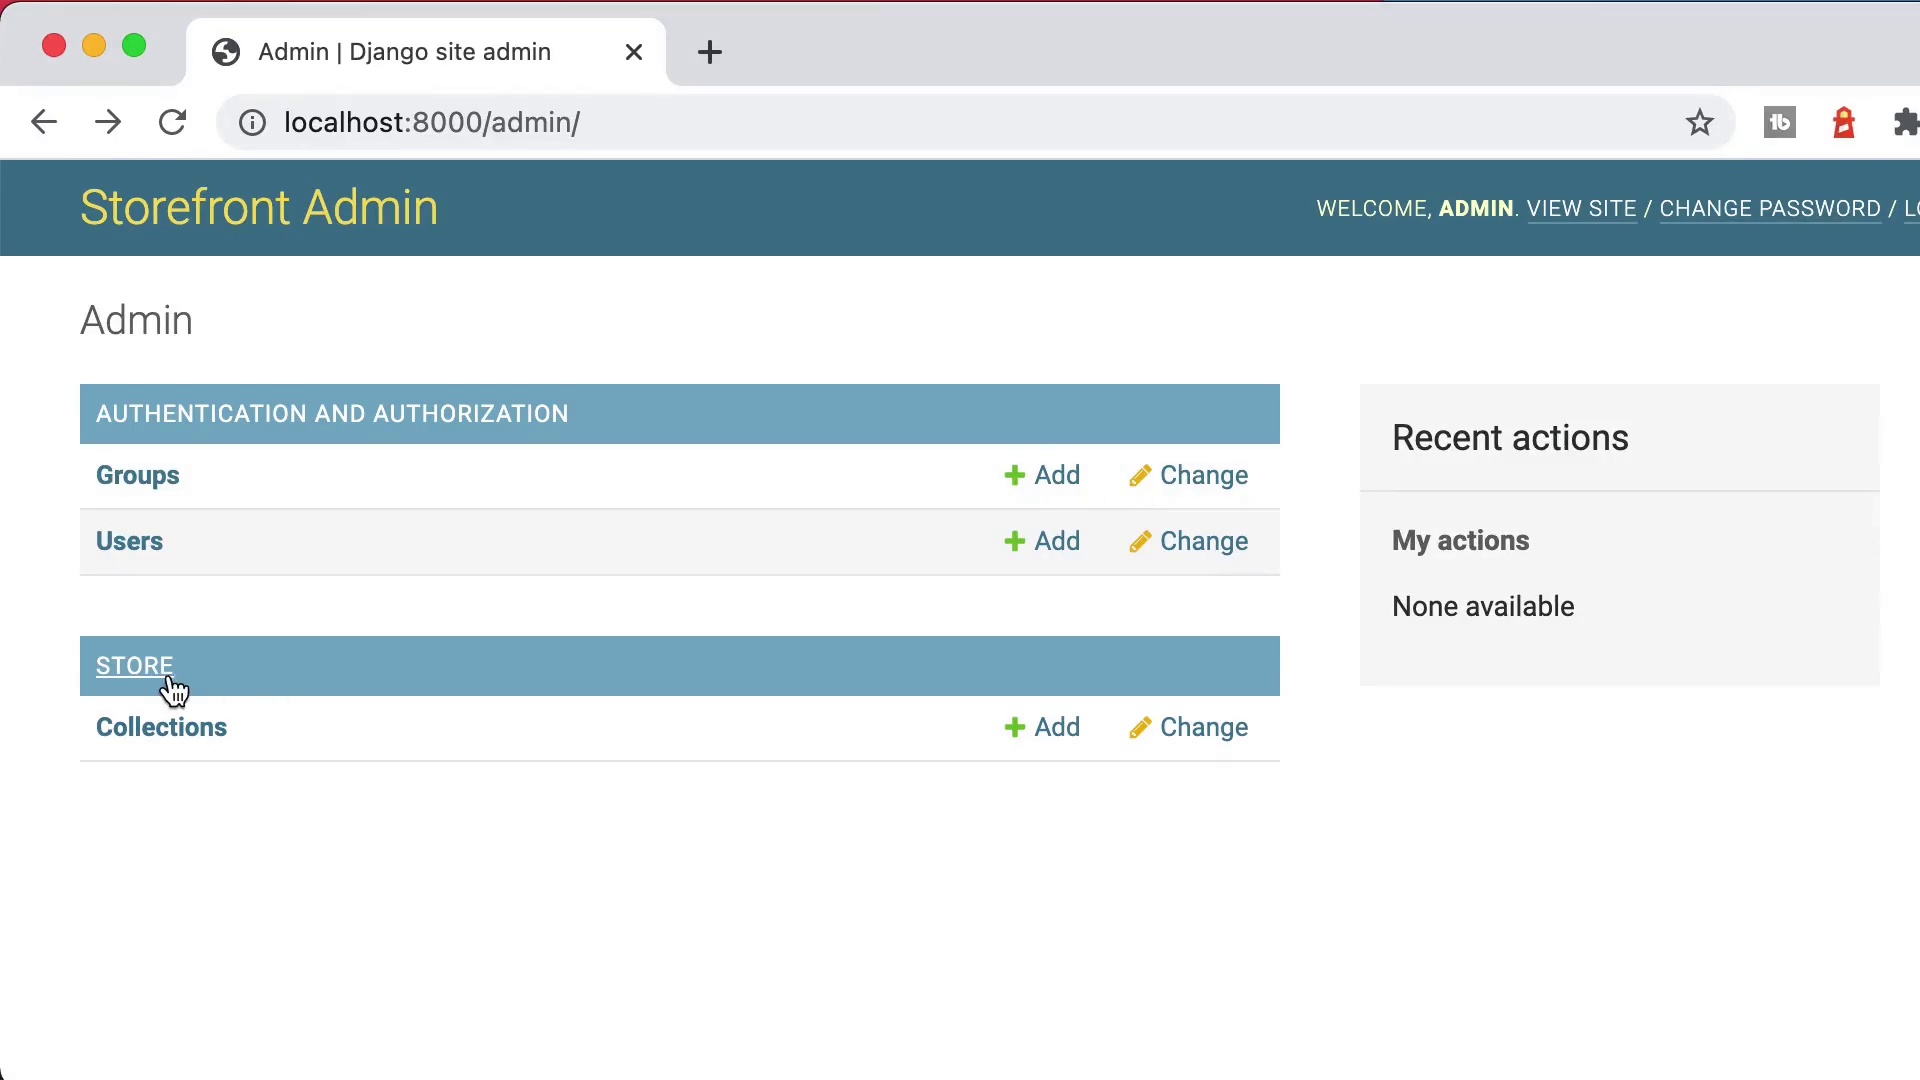 Admin | Django site admin
localhost:8000/admin/
Storefront Admin
WELCOME, ADMIN. VIEW SITE / CHANGE PASSWORD /
Admin
AUTHENTICATION AND AUTHORIZATION
Groups Add Change
Users Add Change
STORE
Collections Add Change
Recent actions
My actions
None available